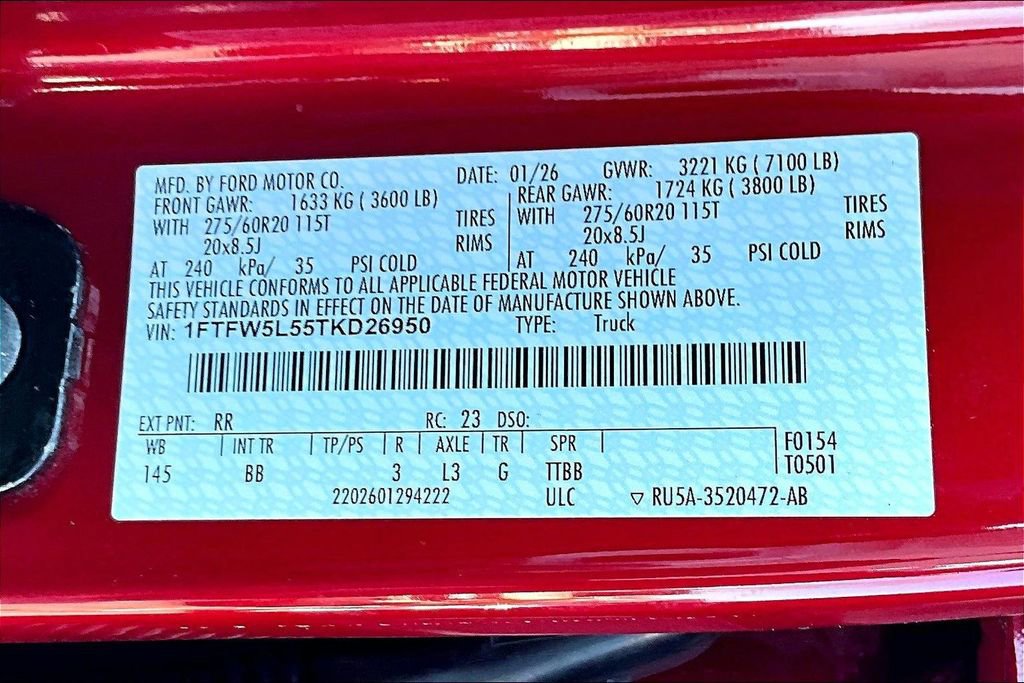 MFD. BY FORD MOTOR CO. DATE: 01/26 GVWR: 3221 KG ( 7100 LB)
FRONT GAWR: 1633 KG ( 3600 LB) REAR GAWR: 1724 KG ( 3800 LB)
WITH 275/60R20 115T TIRES WITH 275/60R20 115T TIRES
20x8.5J RIMS 20x8.5J RIMS
AT 240 kPa/ 35 PSI COLD AT 240 kPa/ 35 PSI COLD
THIS VEHICLE CONFORMS TO ALL APPLICABLE FEDERAL MOTOR VEHICLE
SAFETY STANDARDS IN EFFECT ON THE DATE OF MANUFACTURE SHOWN ABOVE.
VIN: 1FTFW5L55TKD26950 TYPE: Truck
EXT PNT: RR RC: 23 DSO:
WB INT TR TP/PS R AXLE TR SPR F0154
145 BB 3 L3 G TTBB T0501
2202601294222 ULC ▽ RU5A-3520472-AB